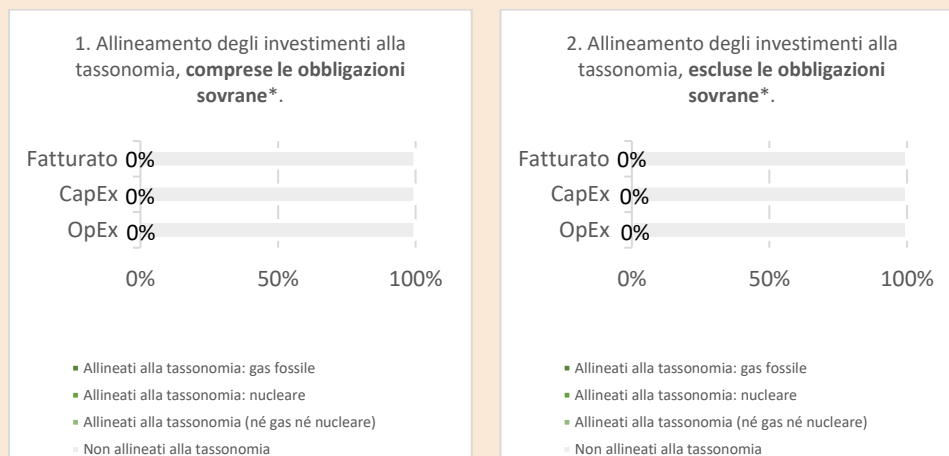 1. Allineamento degli investimenti alla
tassonomia, comprese le obbligazioni
sovrane*.
Fatturato 0%
CapEx 0%
OpEx 0%
0% 50% 100%
Allineati alla tassonomia: gas fossile
Allineati alla tassonomia: nucleare
Allineati alla tassonomia (né gas né nucleare)
Non allineati alla tassonomia
2. Allineamento degli investimenti alla
tassonomia, escluse le obbligazioni
sovrane*.
Fatturato 0%
CapEx 0%
OpEx 0%
0% 50% 100%
Allineati alla tassonomia: gas fossile
Allineati alla tassonomia: nucleare
Allineati alla tassonomia (né gas né nucleare)
Non allineati alla tassonomia